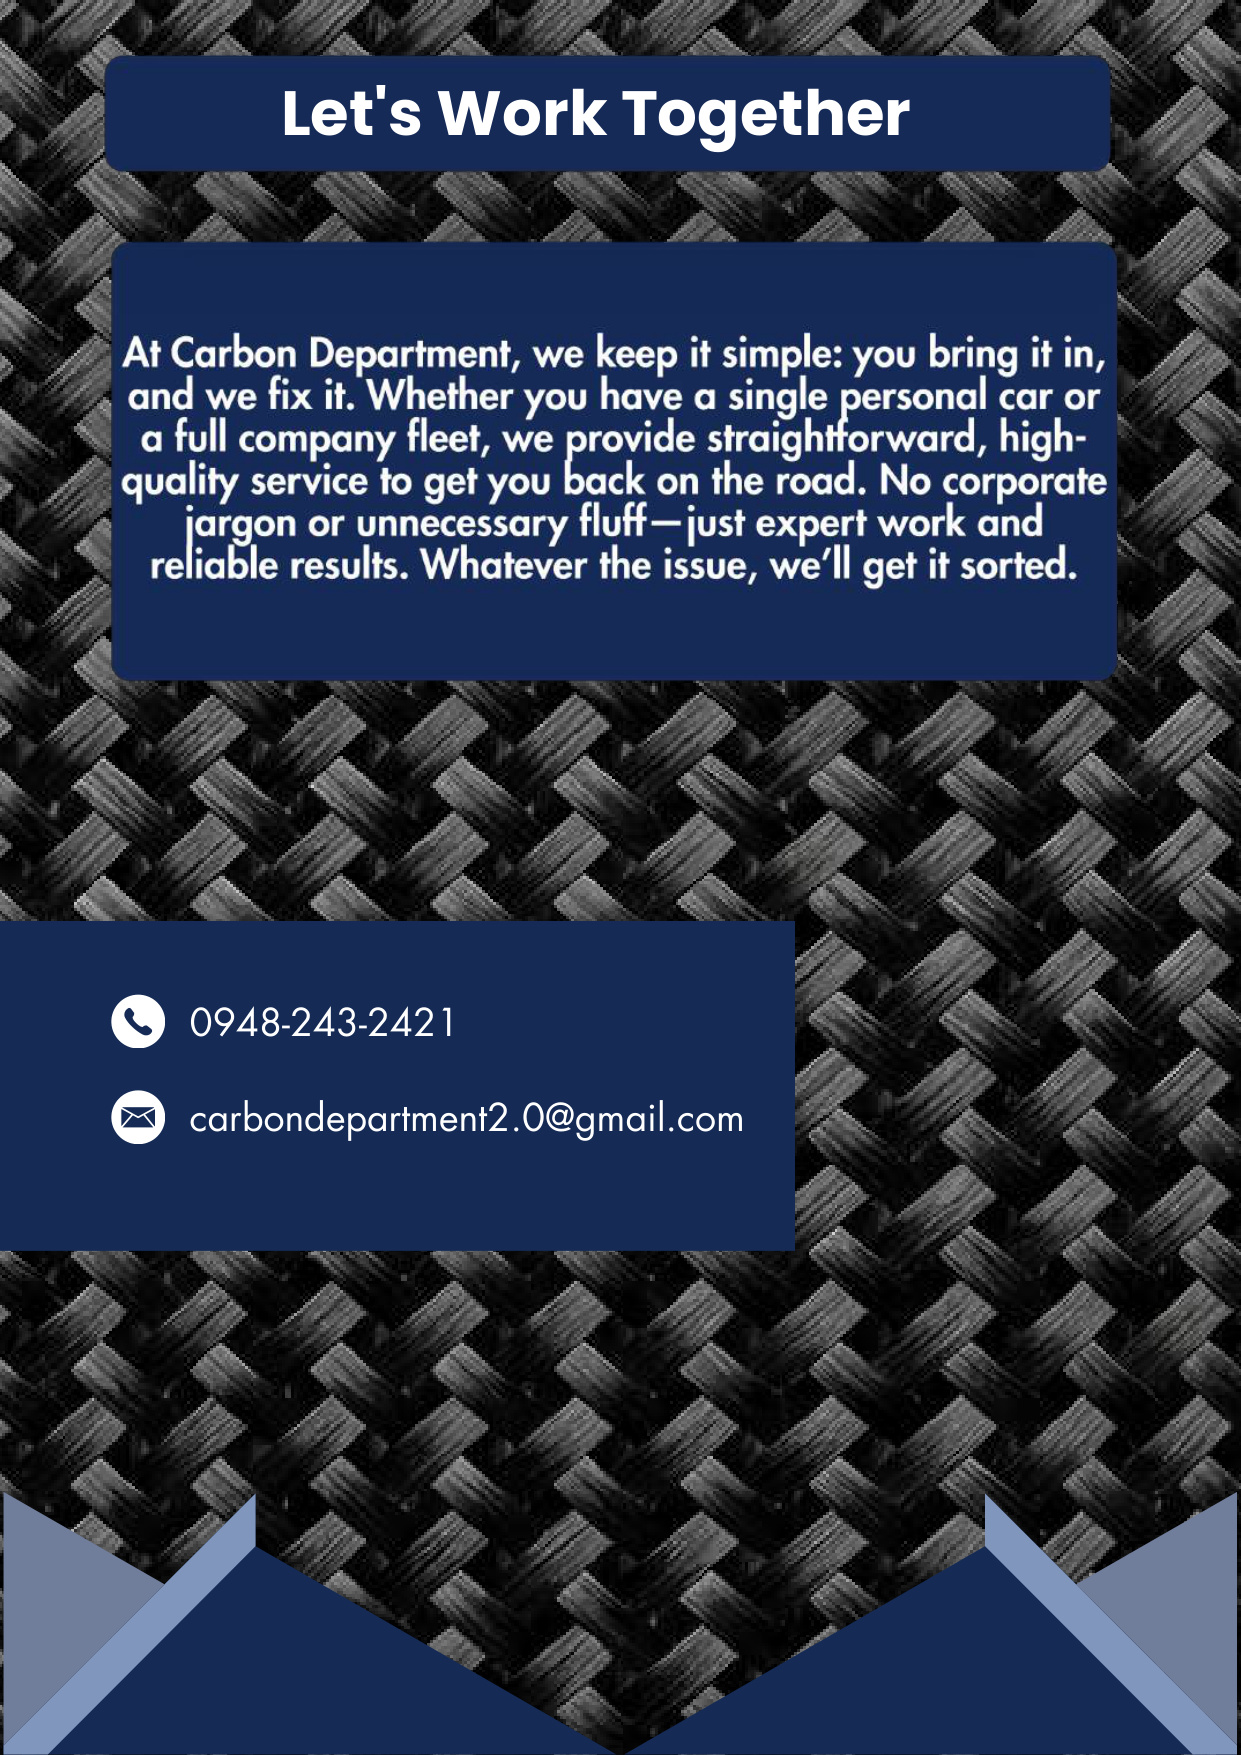 Let's Work Together
At Carbon Department, we keep it simple: you bring it in,
and we fix it. Whether you have a single personal car or
a full company fleet, we provide straightforward, high-
quality service to get you back on the road. No corporate
jargon or unnecessary fluff—just expert work and
reliable results. Whatever the issue, we’ll get it sorted.
0948-243-2421
carbondepartment2.0@gmail.com